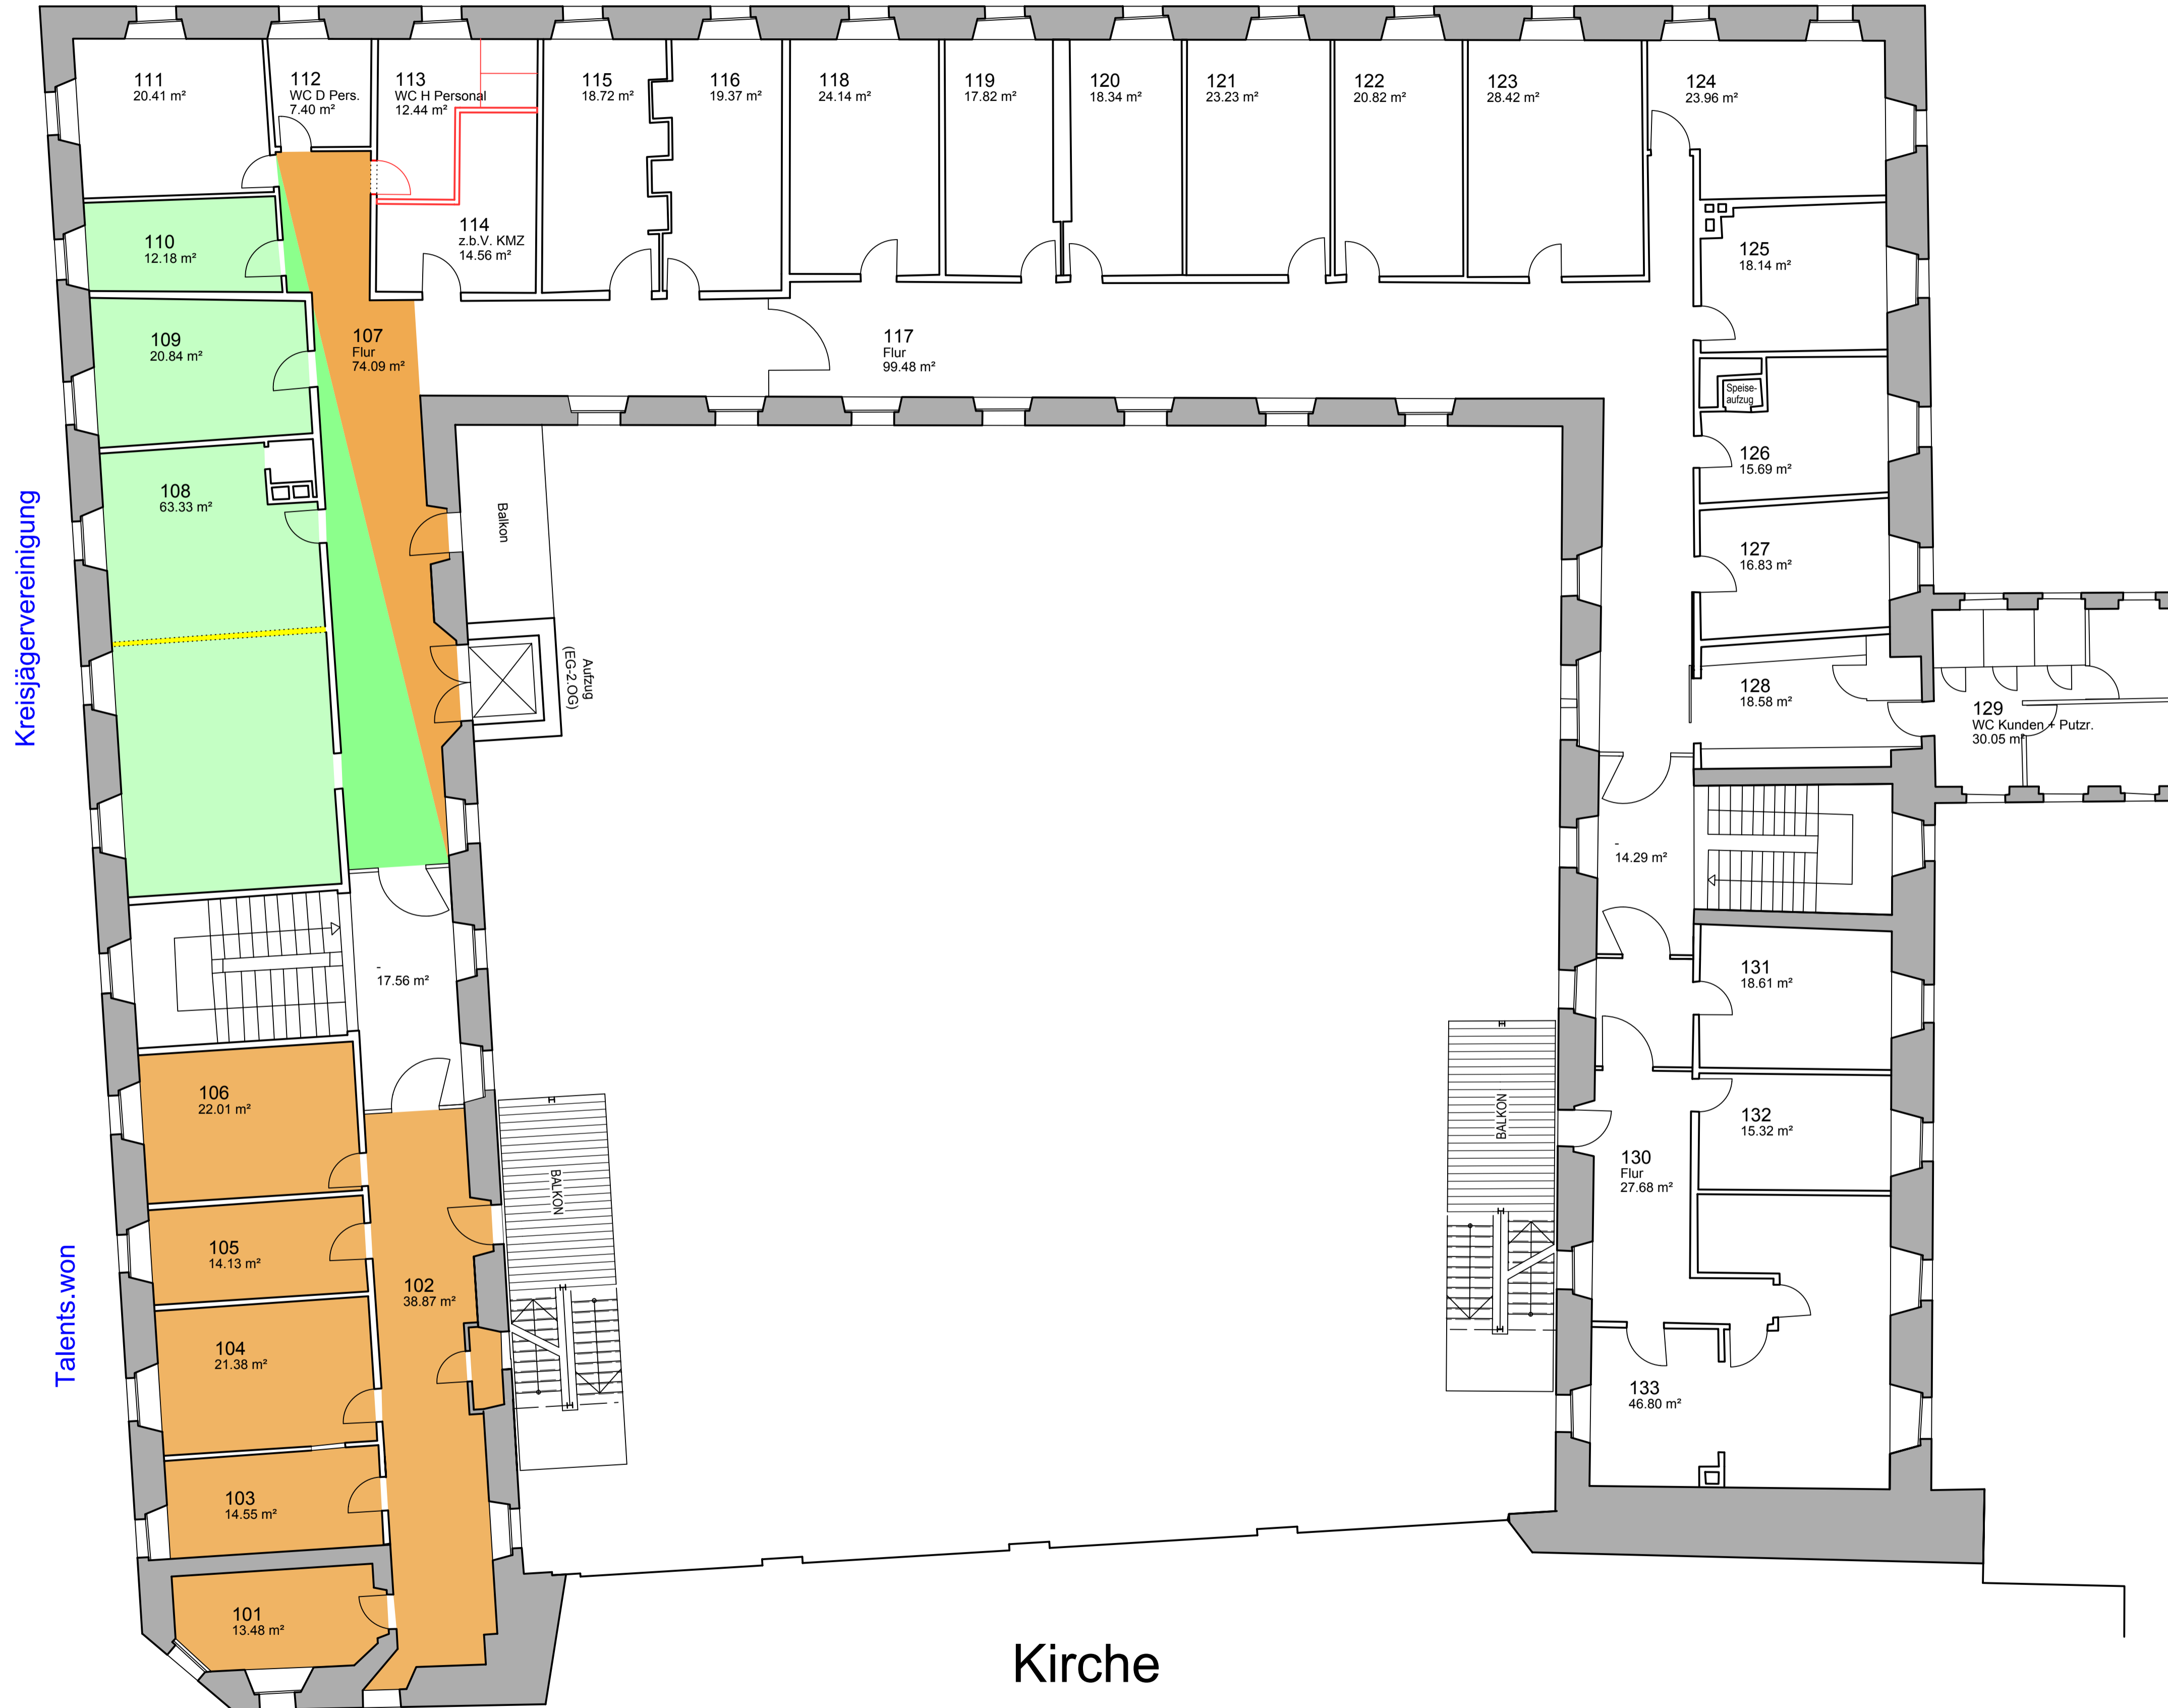 111
20.41 m²
112
WC D Pers.
7.40 m²
113
WC H Personal
12.44 m²
114
z.b.V. KMZ
14.56 m²
115
18.72 m²
116
19.37 m²
118
24.14 m²
119
17.82 m²
120
18.34 m²
121
23.23 m²
122
20.82 m²
123
28.42 m²
124
23.96 m²
110
12.18 m²
109
20.84 m²
107
Flur
74.09 m²
117
Flur
99.48 m²
125
18.14 m²
Speise-
aufzug
126
15.69 m²
127
16.83 m²
128
18.58 m²
129
WC Kunden + Putzr.
30.05 m²
108
63.33 m²
Kreisjägervereinigung
Balkon
Aufzug
(EG-2.OG)
-
14.29 m²
-
17.56 m²
131
18.61 m²
132
15.32 m²
130
Flur
27.68 m²
133
46.80 m²
BALKON
BALKON
106
22.01 m²
105
14.13 m²
102
38.87 m²
104
21.38 m²
103
14.55 m²
101
13.48 m²
Talents.won
Kirche